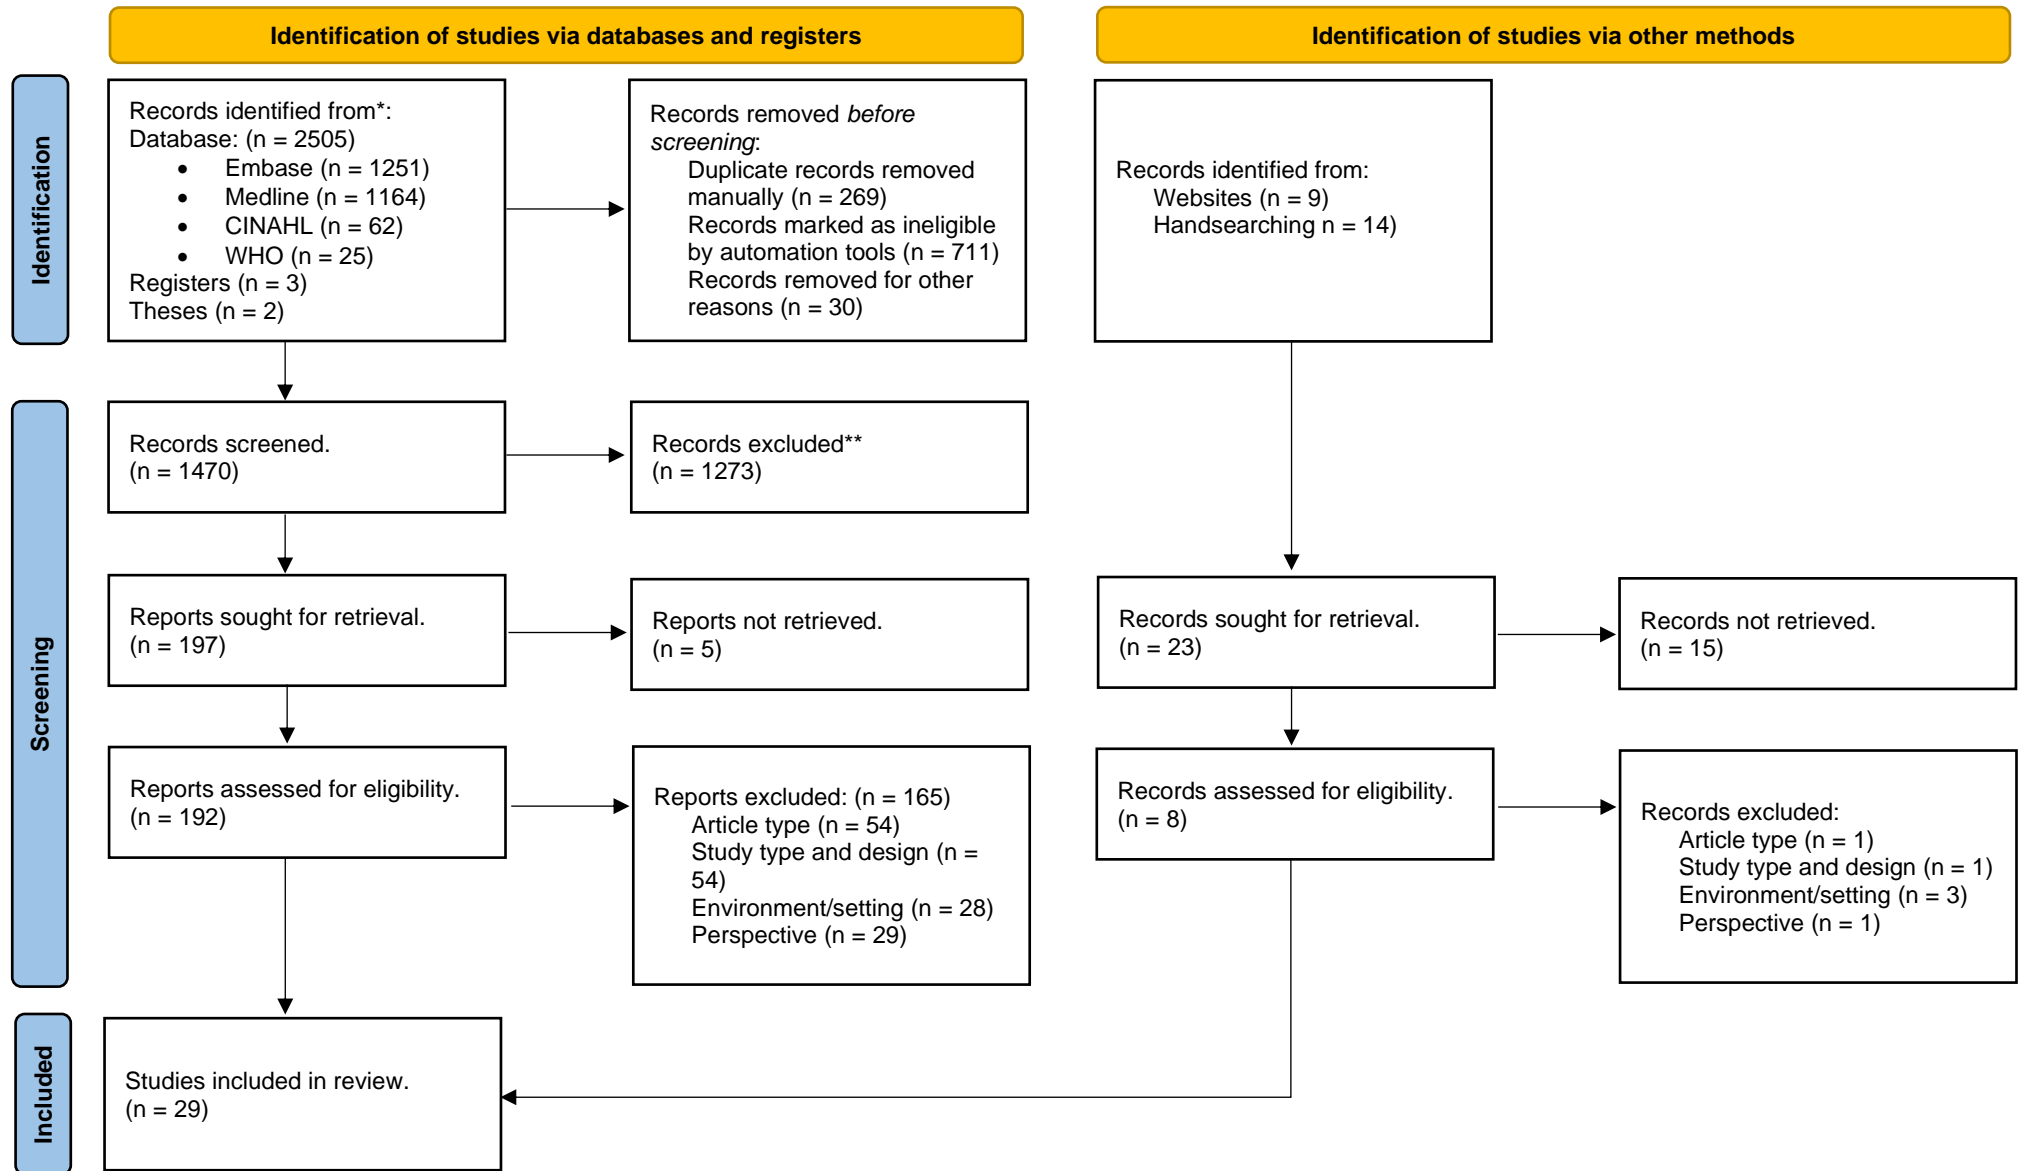 Identification of studies via databases and registers
Identification of studies via other methods
Identification
Records identified from*:
Database: (n = 2505)
• Embase (n = 1251)
• Medline (n = 1164)
• CINAHL (n = 62)
• WHO (n = 25)
Registers (n = 3)
Theses (n = 2)
Records removed before
screening:
Duplicate records removed
manually (n = 269)
Records marked as ineligible
by automation tools (n = 711)
Records removed for other
reasons (n = 30)
Records identified from:
Websites (n = 9)
Handsearching n = 14)
Screening
Records screened.
(n = 1470)
Records excluded**
(n = 1273)
Reports sought for retrieval.
(n = 197)
Reports not retrieved.
(n = 5)
Records sought for retrieval.
(n = 23)
Records not retrieved.
(n = 15)
Reports assessed for eligibility.
(n = 192)
Reports excluded: (n = 165)
Article type (n = 54)
Study type and design (n =
54)
Environment/setting (n = 28)
Perspective (n = 29)
Records assessed for eligibility.
(n = 8)
Records excluded:
Article type (n = 1)
Study type and design (n = 1)
Environment/setting (n = 3)
Perspective (n = 1)
Included
Studies included in review.
(n = 29)